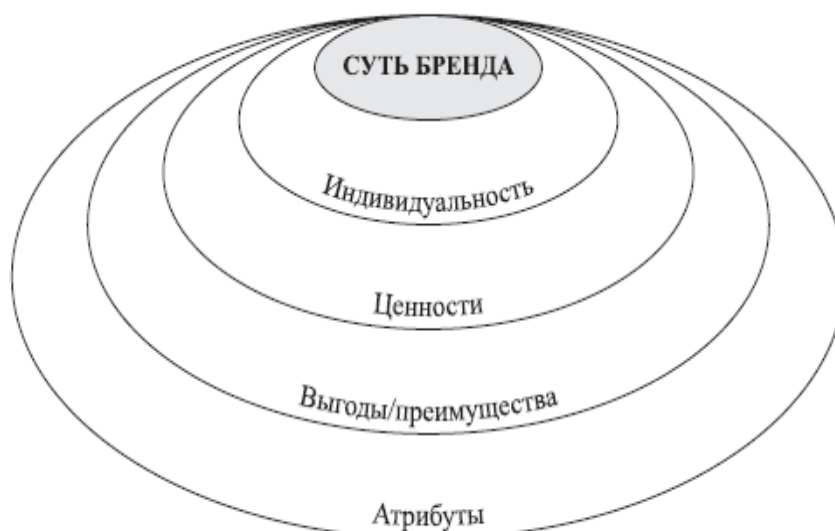 СУТЬ БРЕНДА
Индивидуальность
Ценности
Выгоды/преимущества
Атрибуты